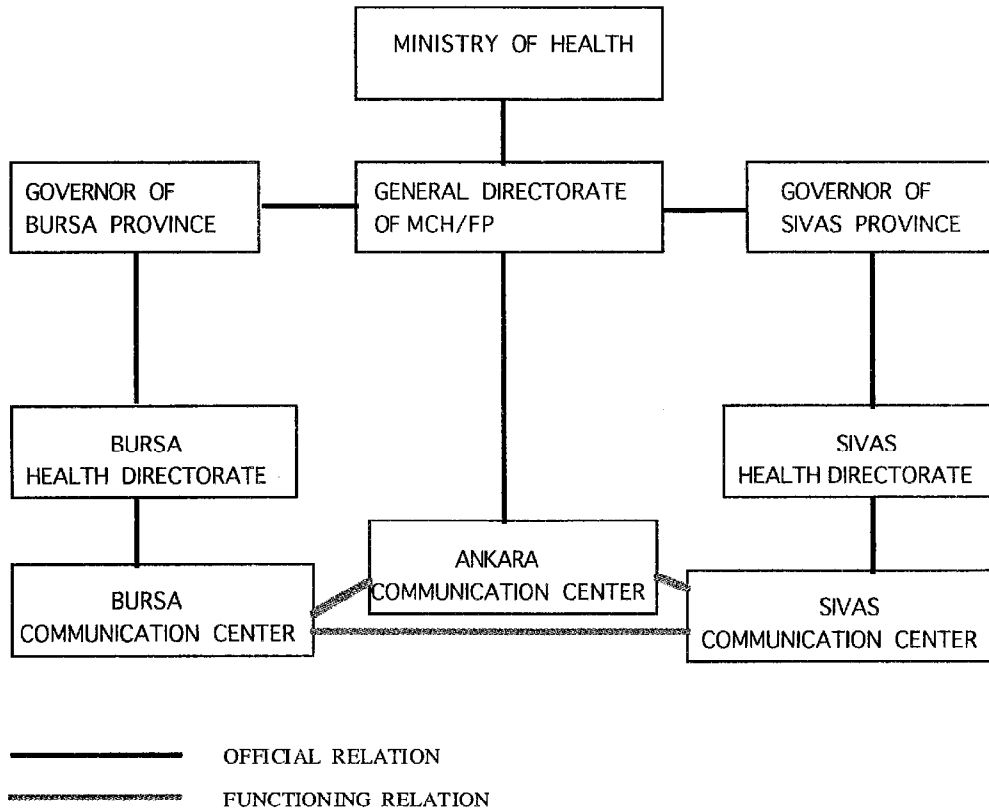 MINISTRY OF HEALTH
GOVERNOR OF
BURSA PROVINCE
GENERAL DIRECTORATE
OF MCH/FP
GOVERNOR OF
SIVAS PROVINCE
BURSA
HEALTH DIRECTORATE
SIVAS
HEALTH DIRECTORATE
ANKARA
COMMUNICATION CENTER
BURSA
COMMUNICATION CENTER
SIVAS
COMMUNICATION CENTER
OFFICIAL RELATION
FUNCTIONING RELATION